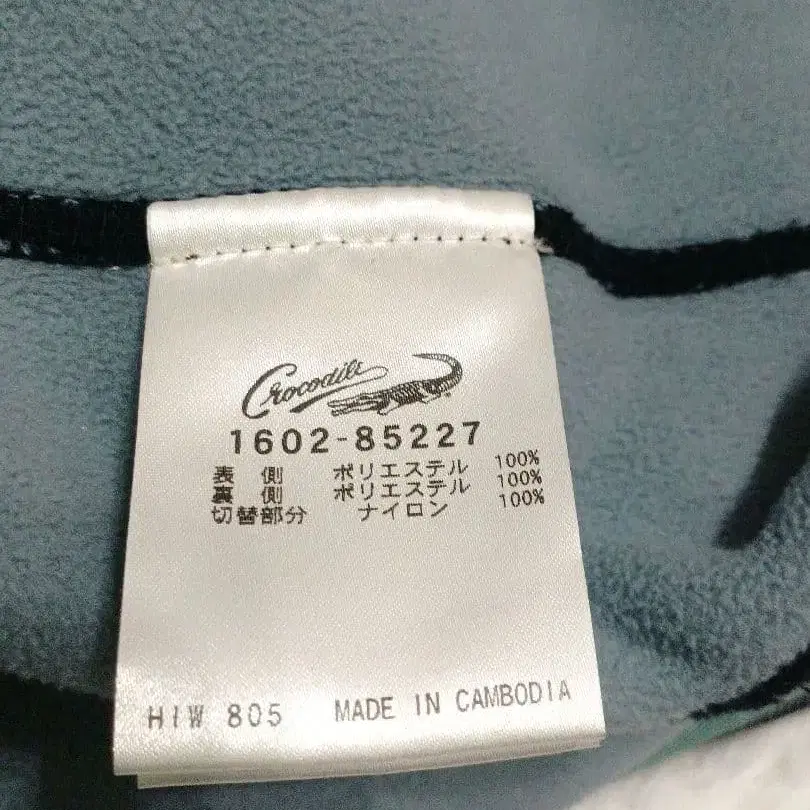 Crocodile
1602-85227
表 側 ポリエステル 100%
裏 側 ポリエステル 100%
切替部分 ナイロン 100%
HIW 805 MADE IN CAMBODIA